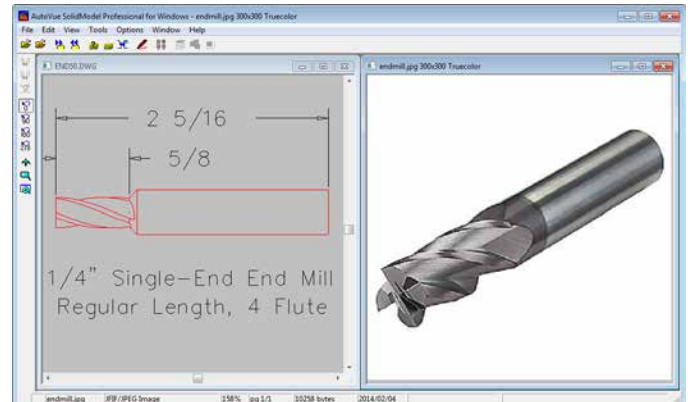 AutoVue SolidModel Professional for Windows - endmill.jpg 300x300 Truecolor
File Edit View Tools Options Window Help
END50.DWG
endmill.jpg 300x300 Truecolor
2 5/16
5/8
1/4" Single-End End Mill
Regular Length, 4 Flute
endmill.jpg JFIF/JPEG Image 158% pg 1/1 10258 bytes 2014/02/04